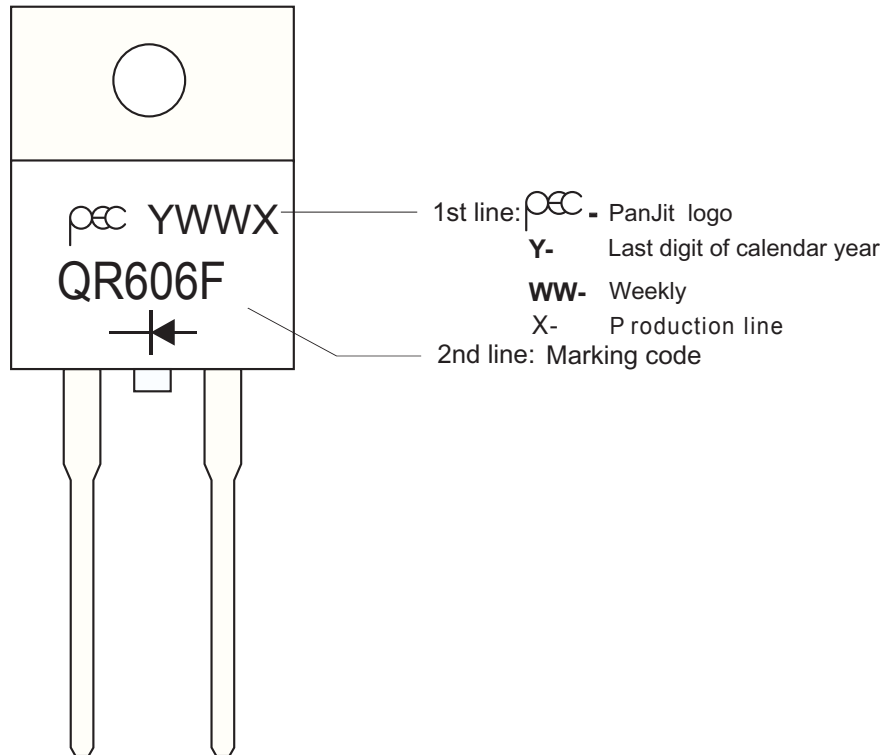 PEC YWWX
QR606F
1st line: PEC - PanJit logo
Y- Last digit of calendar year
WW- Weekly
X- Production line
2nd line: Marking code